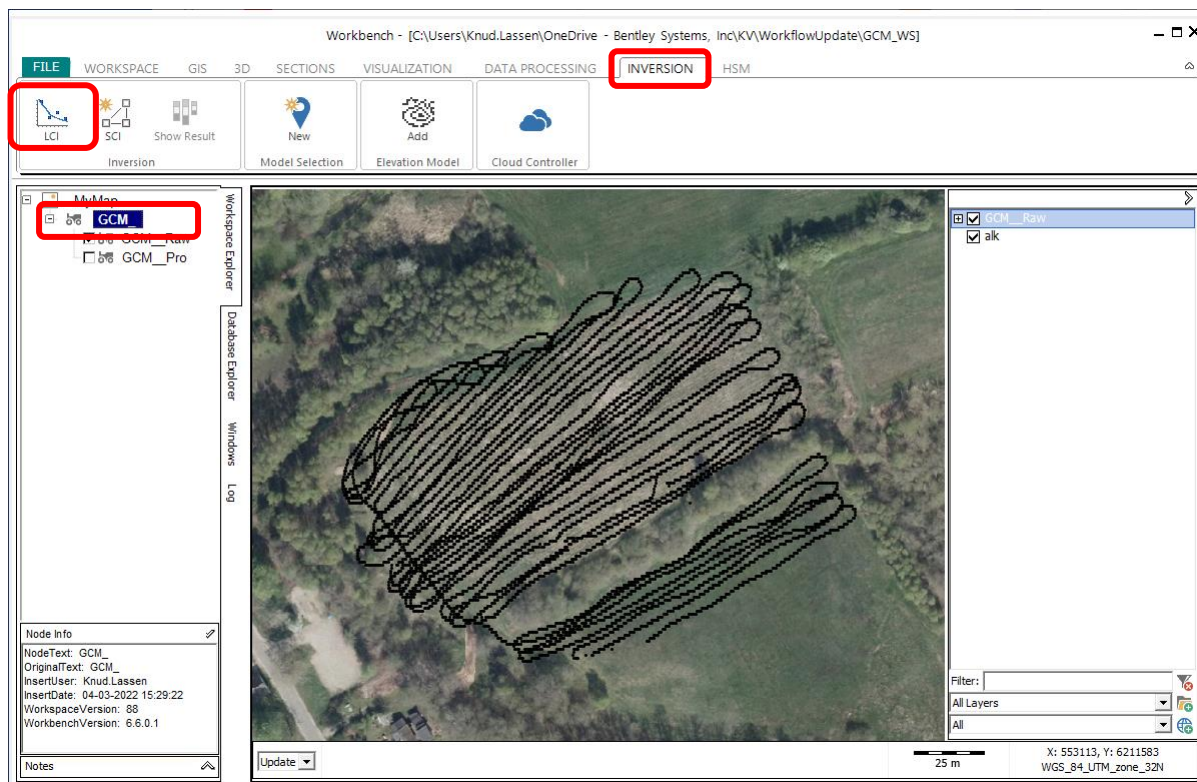 Workbench - [C:\Users\Knud.Lassen\OneDrive - Bentley Systems, Inc\KV\WorkflowUpdate\GCM_WS]
FILE WORKSPACE GIS 3D SECTIONS VISUALIZATION DATA PROCESSING INVERSION HSM
LCI SCI Show Result New Add
Inversion Model Selection Elevation Model Cloud Controller
MyMap
GCM_
GCM__Raw
GCM__Pro
Workspace Explorer
Database Explorer
Windows
Log
GCM__Raw
alk
Node Info
NodeText: GCM_
OriginalText: GCM_
InsertUser: Knud.Lassen
InsertDate: 04-03-2022 15:29:22
WorkspaceVersion: 88
WorkbenchVersion: 6.6.0.1
Notes
Filter:
All Layers
All
Update
25 m
X: 553113, Y: 6211583
WGS_84_UTM_zone_32N